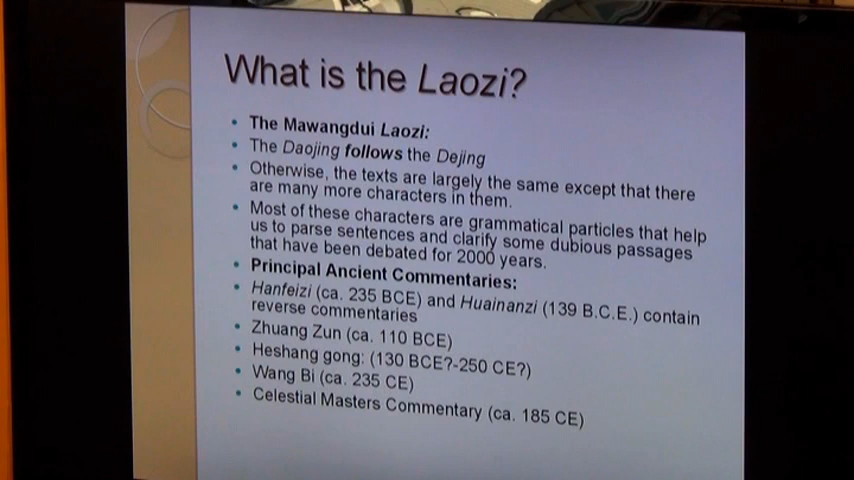 What is the Laozi?
• The Mawangdui Laozi:
• The Daojing follows the Dejing
• Otherwise, the texts are largely the same except that there
are many more characters in them.
• Most of these characters are grammatical particles that help
us to parse sentences and clarify some dubious passages
that have been debated for 2000 years.
• Principal Ancient Commentaries:
• Hanfeizi (ca. 235 BCE) and Huainanzi (139 B.C.E.) contain
reverse commentaries
• Zhuang Zun (ca. 110 BCE)
• Heshang gong: (130 BCE?-250 CE?)
• Wang Bi (ca. 235 CE)
• Celestial Masters Commentary (ca. 185 CE)